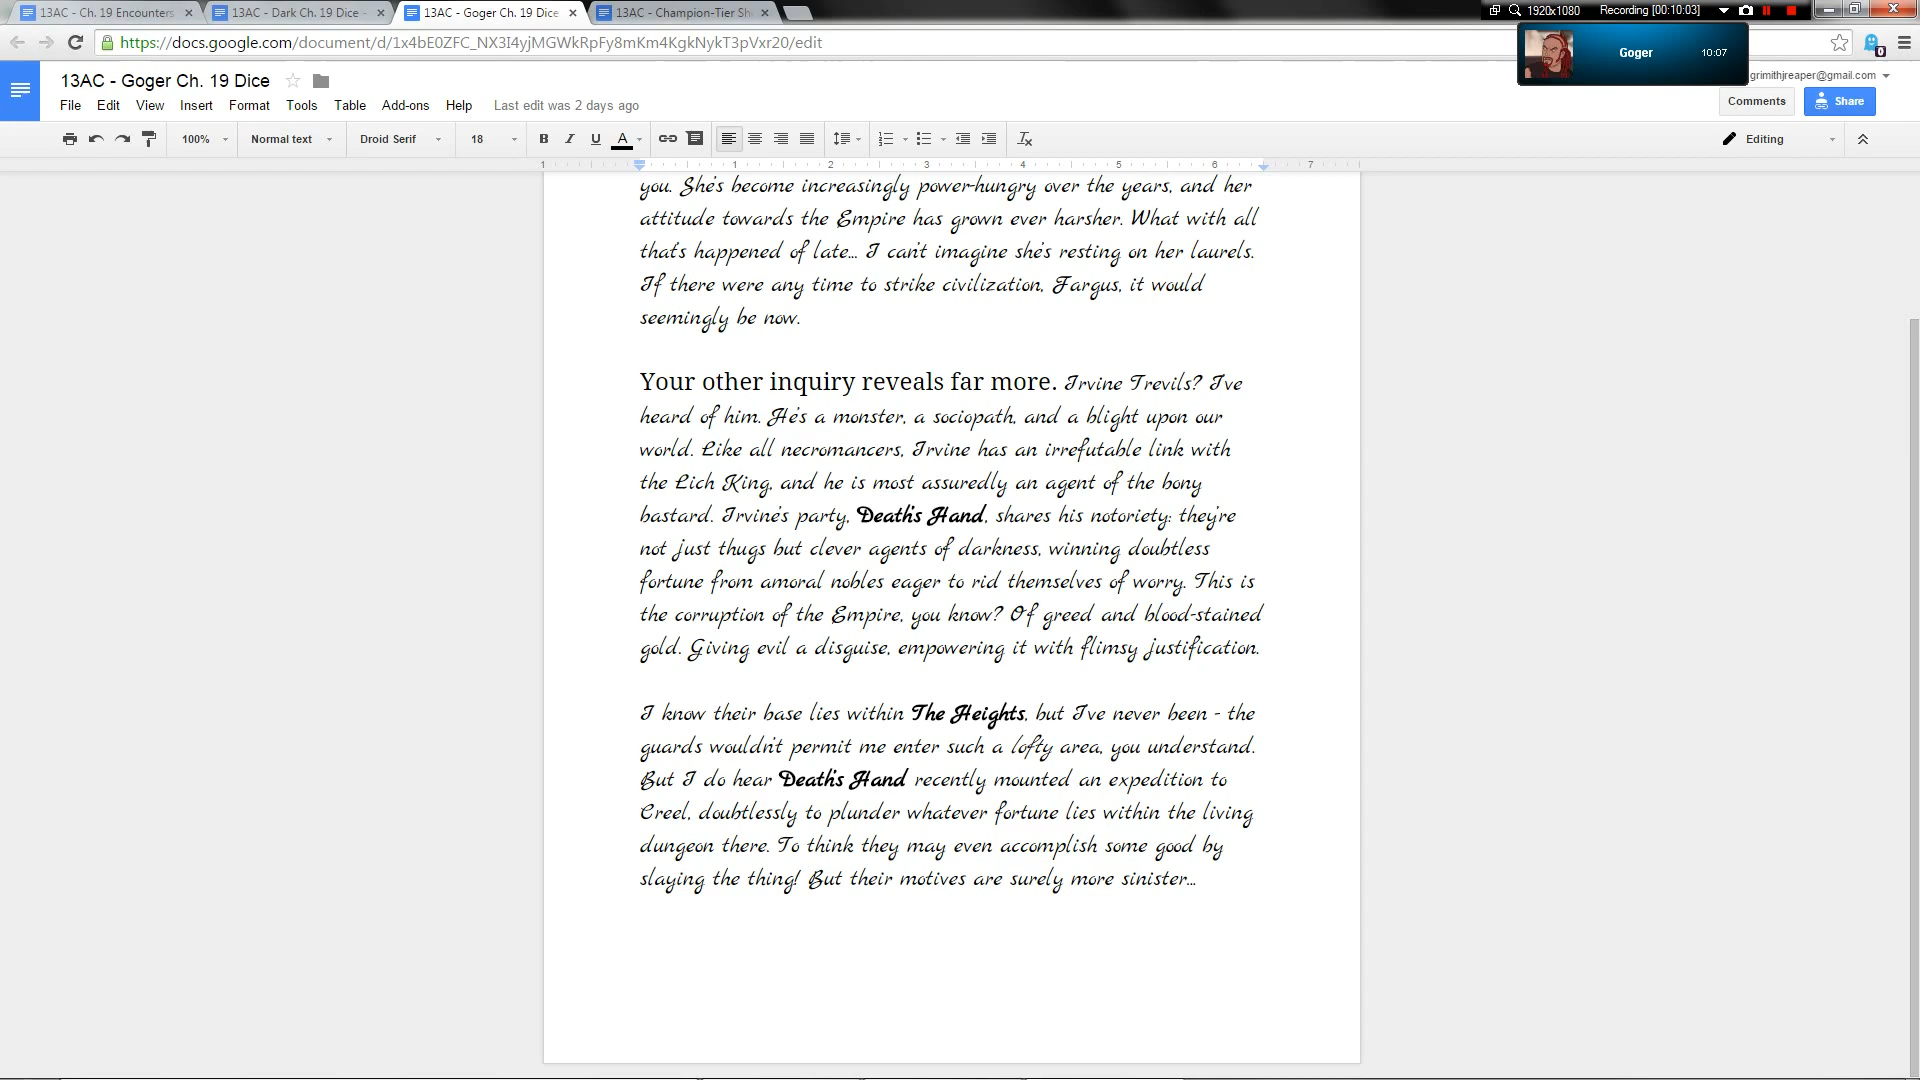 13AC - Ch. 19 Encounters
13AC - Dark Ch. 19 Dice -
13AC - Goger Ch. 19 Dice
13AC - Champion-Tier Sh
1920x1080
Recording [00:10:03]
https://docs.google.com/document/d/1x4bE0ZFC_NX3I4yjMGWkRpFy8mKm4KgkNykT3pVxr20/edit
0
Goger
10:07
13AC - Goger Ch. 19 Dice
grimithjreaper@gmail.com
File Edit View Insert Format Tools Table Add-ons Help Last edit was 2 days ago
Comments
Share
100% Normal text Droid Serif 18 B I U A
Editing
1 1 2 3 4 5 6 7
you. She's become increasingly power-hungry over the years, and her
attitude towards the Empire has grown ever harsher. What with all
that's happened of late... I can't imagine she's resting on her laurels.
If there were any time to strike civilization, Fargus, it would
seemingly be now.
Your other inquiry reveals far more. Irvine Trevils? I've
heard of him. He's a monster, a sociopath, and a blight upon our
world. Like all necromancers, Irvine has an irrefutable link with
the Lich King, and he is most assuredly an agent of the bony
bastard. Irvine's party, Death's Hand, shares his notoriety: they're
not just thugs but clever agents of darkness, winning doubtless
fortune from amoral nobles eager to rid themselves of worry. This is
the corruption of the Empire, you know? Of greed and blood-stained
gold. Giving evil a disguise, empowering it with flimsy justification.
I know their base lies within The Heights, but I've never been - the
guards wouldn't permit me enter such a lofty area, you understand.
But I do hear Death's Hand recently mounted an expedition to
Creel, doubtlessly to plunder whatever fortune lies within the living
dungeon there. To think they may even accomplish some good by
slaying the thing! But their motives are surely more sinister...